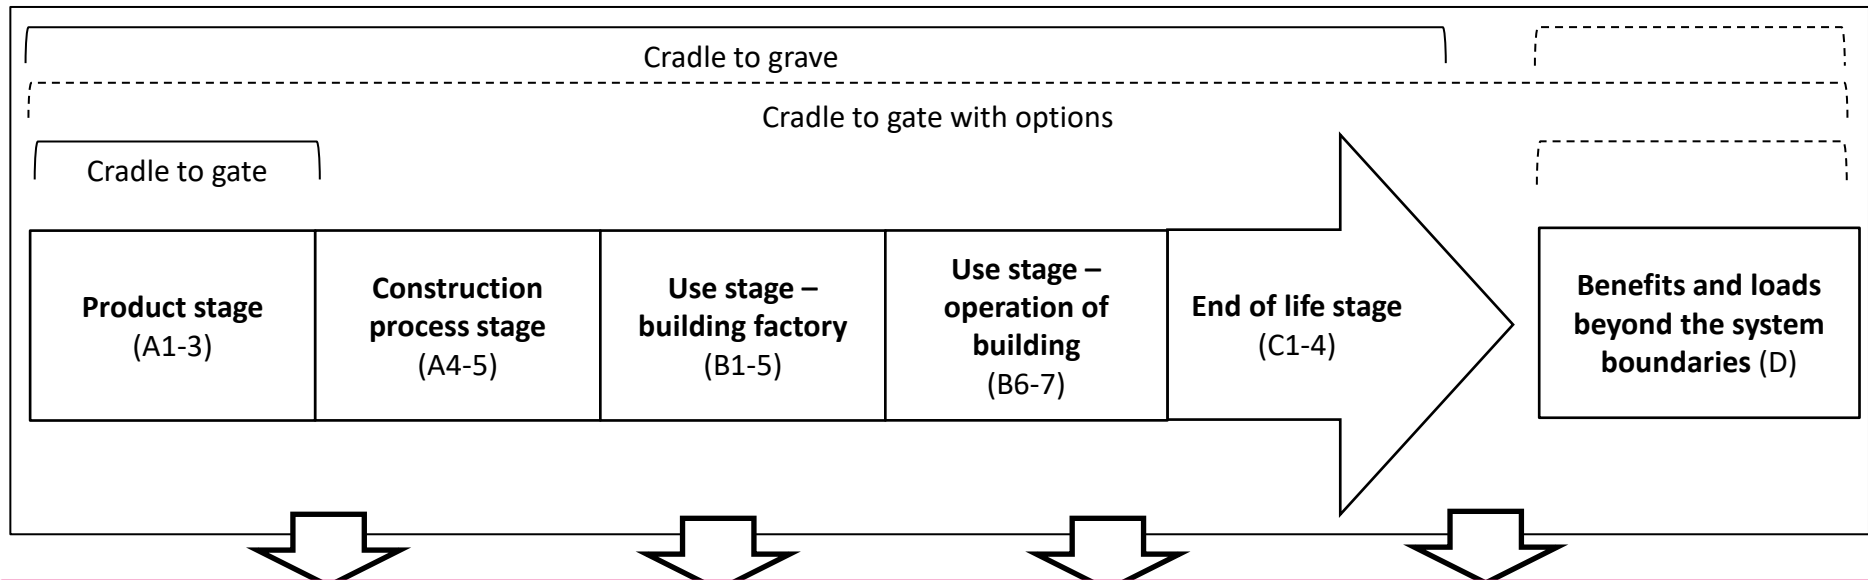 Cradle to grave
Cradle to gate with options
Cradle to gate
Product stage
(A1-3)
Construction
process stage
(A4-5)
Use stage –
building factory
(B1-5)
Use stage –
operation of
building
(B6-7)
End of life stage
(C1-4)
Benefits and loads
beyond the system
boundaries (D)